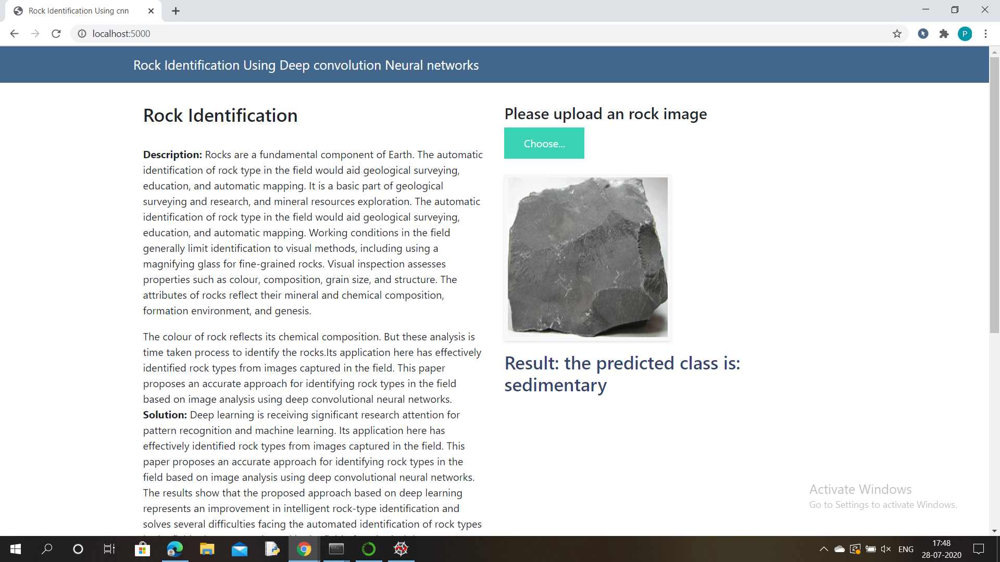 Rock Identification Using cnn
localhost:5000
P
Rock Identification Using Deep convolution Neural networks
Rock Identification
Description: Rocks are a fundamental component of Earth. The automatic
identification of rock type in the field would aid geological surveying,
education, and automatic mapping. It is a basic part of geological
surveying and research, and mineral resources exploration. The automatic
identification of rock type in the field would aid geological surveying,
education, and automatic mapping. Working conditions in the field
generally limit identification to visual methods, including using a
magnifying glass for fine-grained rocks. Visual inspection assesses
properties such as colour, composition, grain size, and structure. The
attributes of rocks reflect their mineral and chemical composition,
formation environment, and genesis.
The colour of rock reflects its chemical composition. But these analysis is
time taken process to identify the rocks.Its application here has effectively
identified rock types from images captured in the field. This paper
proposes an accurate approach for identifying rock types in the field
based on image analysis using deep convolutional neural networks.
Solution: Deep learning is receiving significant research attention for
pattern recognition and machine learning. Its application here has
effectively identified rock types from images captured in the field. This
paper proposes an accurate approach for identifying rock types in the
field based on image analysis using deep convolutional neural networks.
The results show that the proposed approach based on deep learning
represents an improvement in intelligent rock-type identification and
solves several difficulties facing the automated identification of rock types
Please upload an rock image
Choose...
Result: the predicted class is:
sedimentary
Activate Windows
Go to Settings to activate Windows.
ENG
17:48
28-07-2020